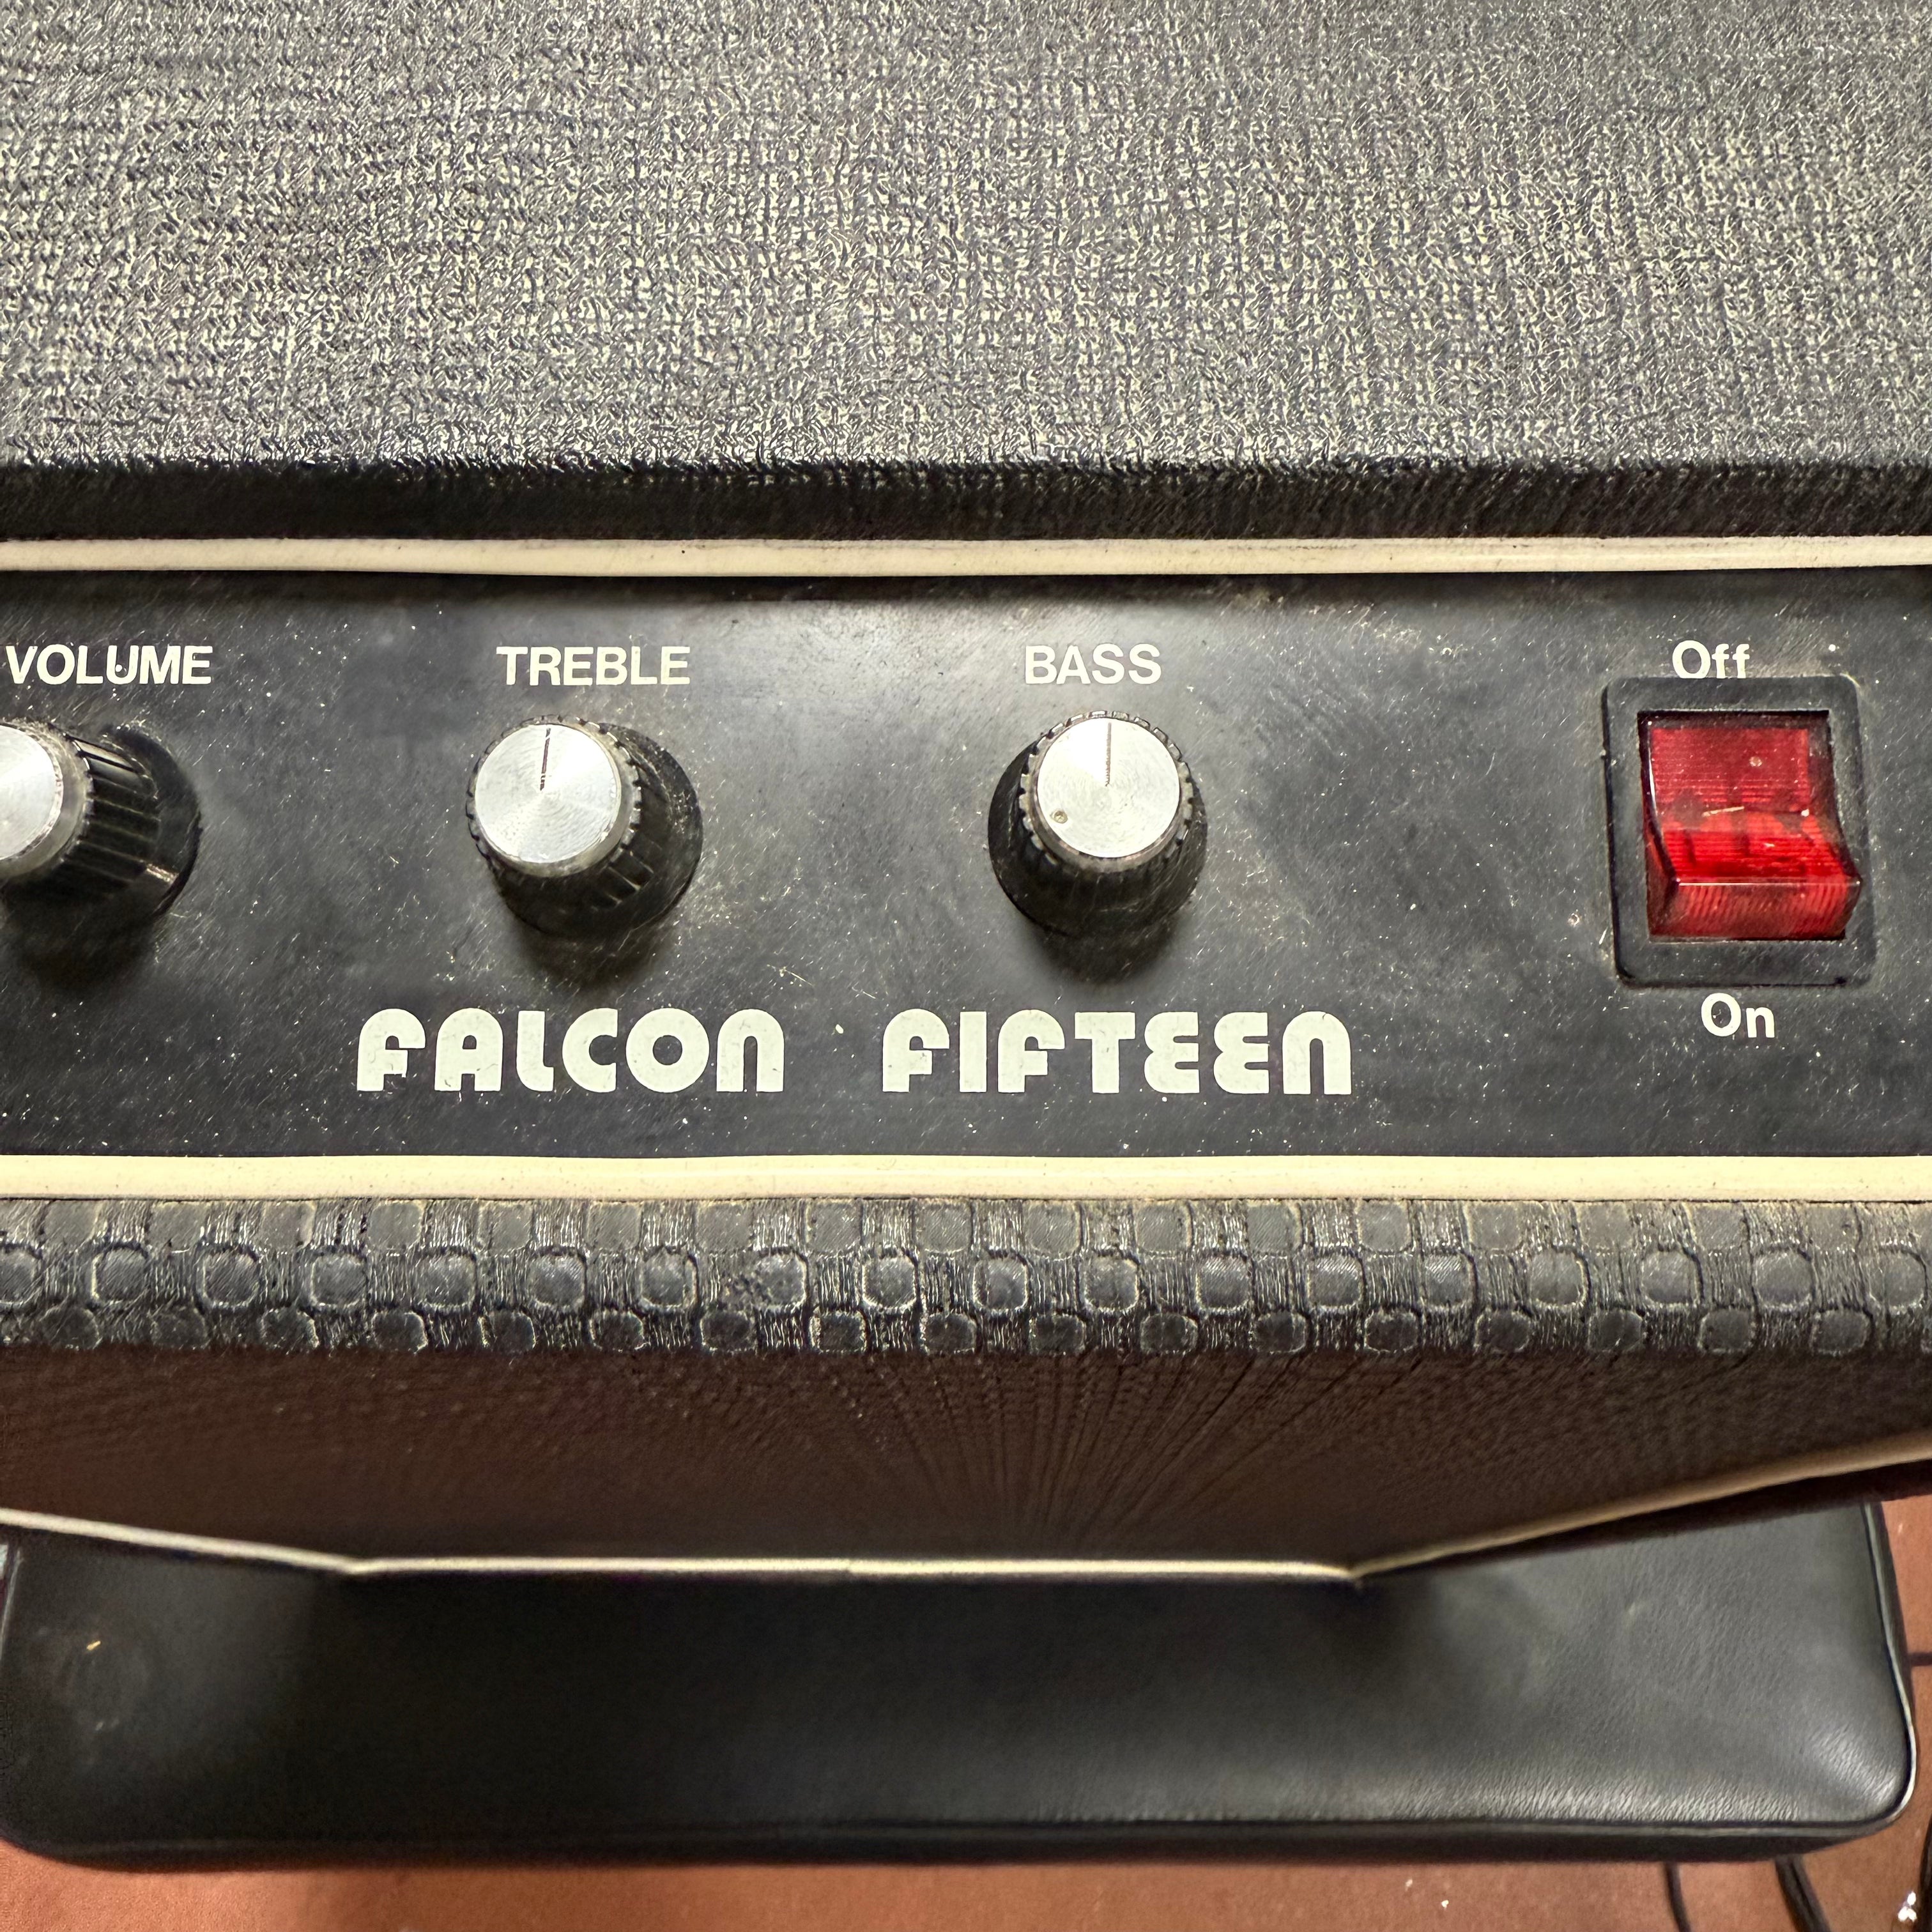 VOLUME TREBLE BASS Off
On
FALCON FIFTEEN